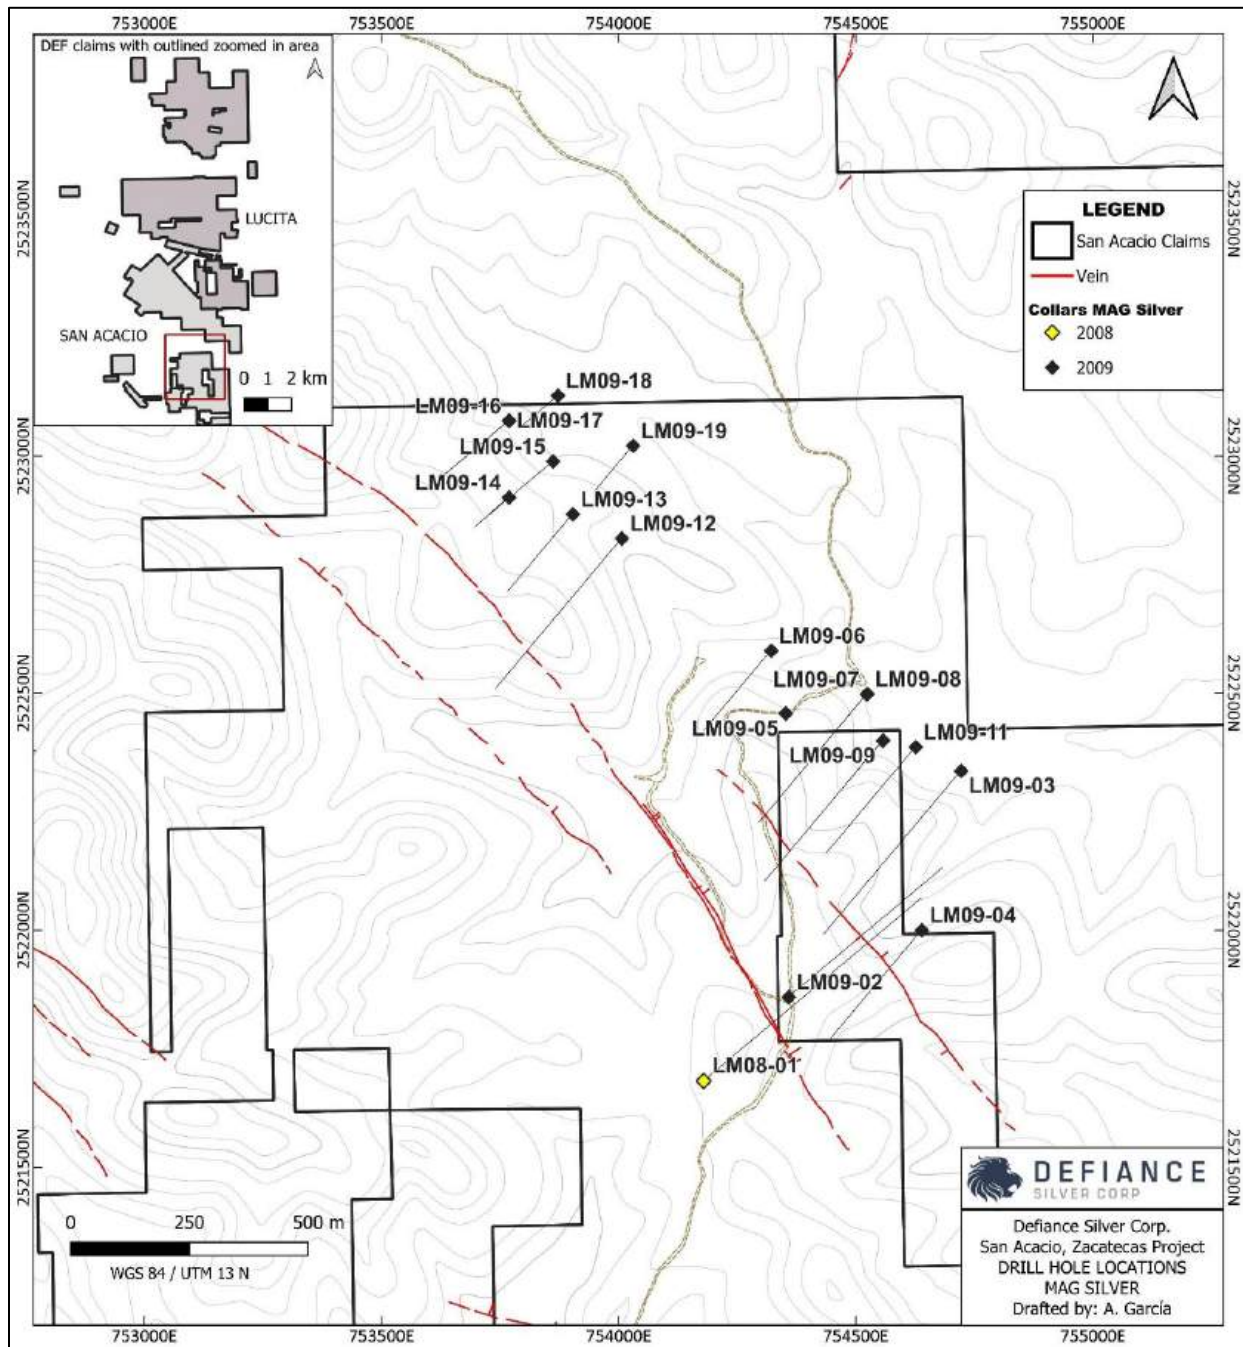 753000E
753500E
754000E
754500E
755000E
DEF claims with outlined zoomed in area
LUCITA
SAN ACACIO
0 1 2 km
2523500N
2523500N
LEGEND
San Acacio Claims
Vein
Collars MAG Silver
2008
2009
LM09-18
LM09-16
LM09-17
LM09-19
LM09-15
LM09-14
LM09-13
LM09-12
2523000N
2523000N
LM09-06
LM09-07
LM09-08
LM09-05
LM09-11
LM09-09
LM09-03
2522500N
2522500N
LM09-04
LM09-02
LM08-01
2522000N
2522000N
2521500N
2521500N
0 250 500 m
WGS 84 / UTM 13 N
DEFIANCE
SILVER CORP
Defiance Silver Corp.
San Acacio, Zacatecas Project
DRILL HOLE LOCATIONS
MAG SILVER
Drafted by: A. García
753000E
753500E
754000E
754500E
755000E